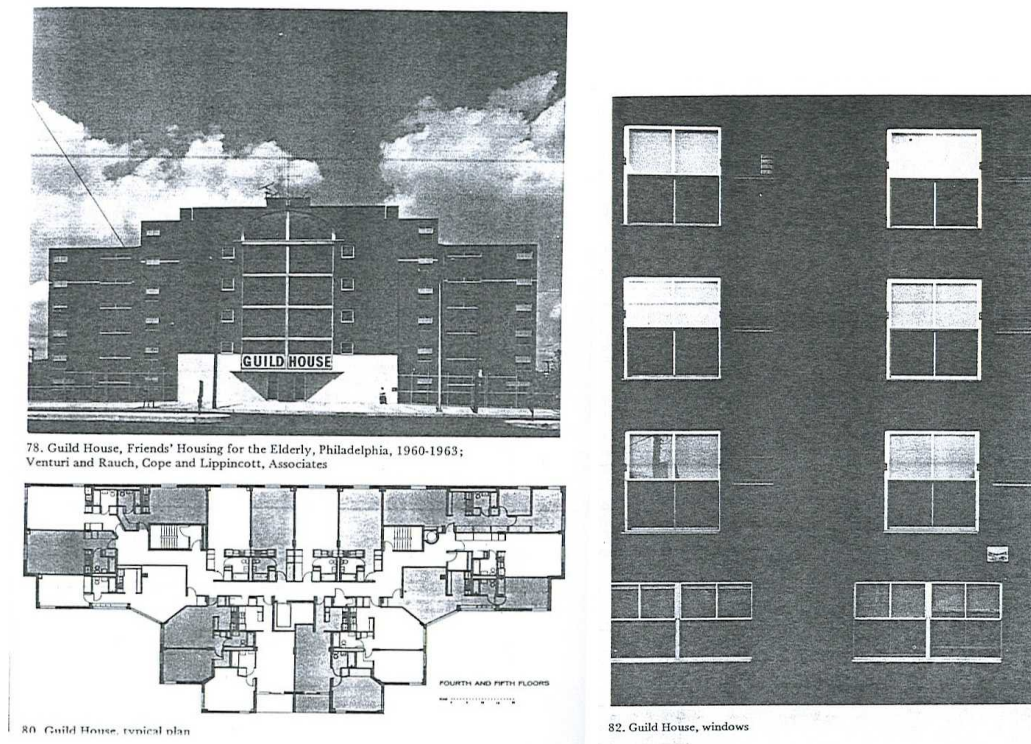 GUILD HOUSE
78. Guild House, Friends' Housing for the Elderly, Philadelphia, 1960-1963;
Venturi and Rauch, Cope and Lippincott, Associates
FOURTH AND FIFTH FLOORS
80. Guild House, typical plan
82. Guild House, windows